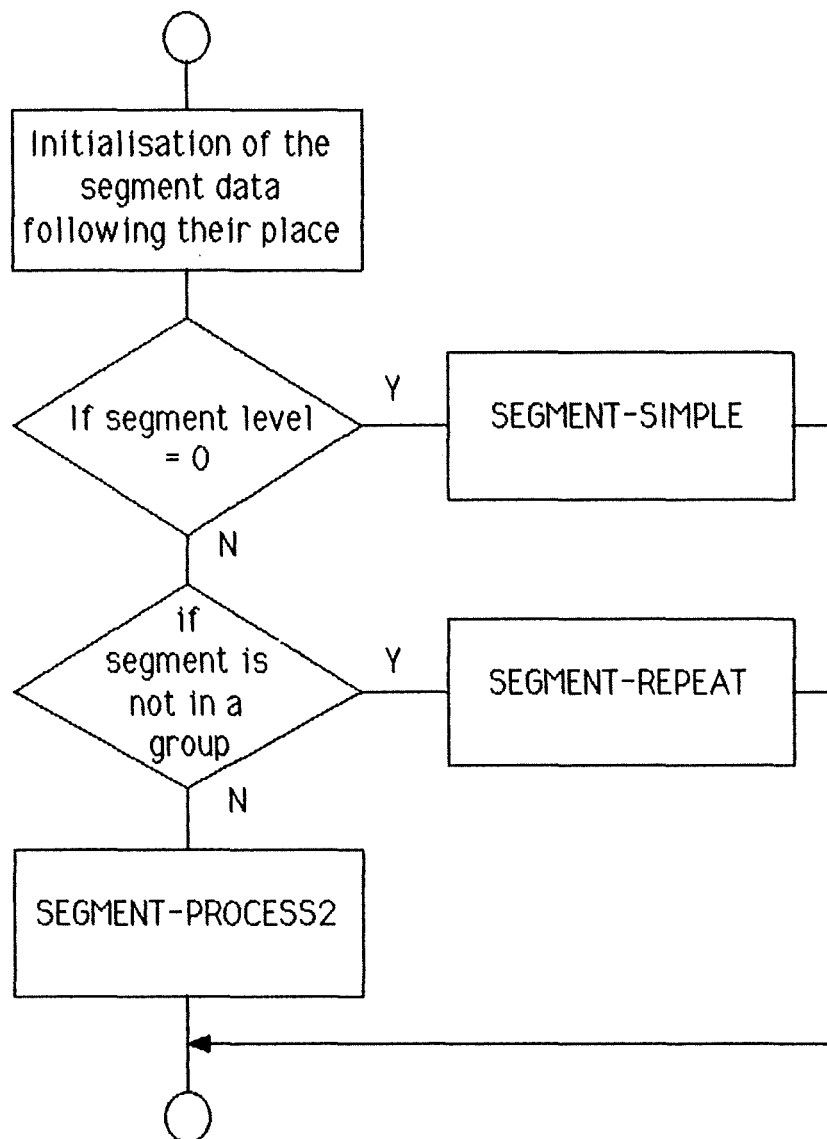 Initialisation of the
segment data
following their place
If segment level
= 0
Y
SEGMENT-SIMPLE
N
if
segment is
not in a
group
Y
SEGMENT-REPEAT
N
SEGMENT-PROCESS2